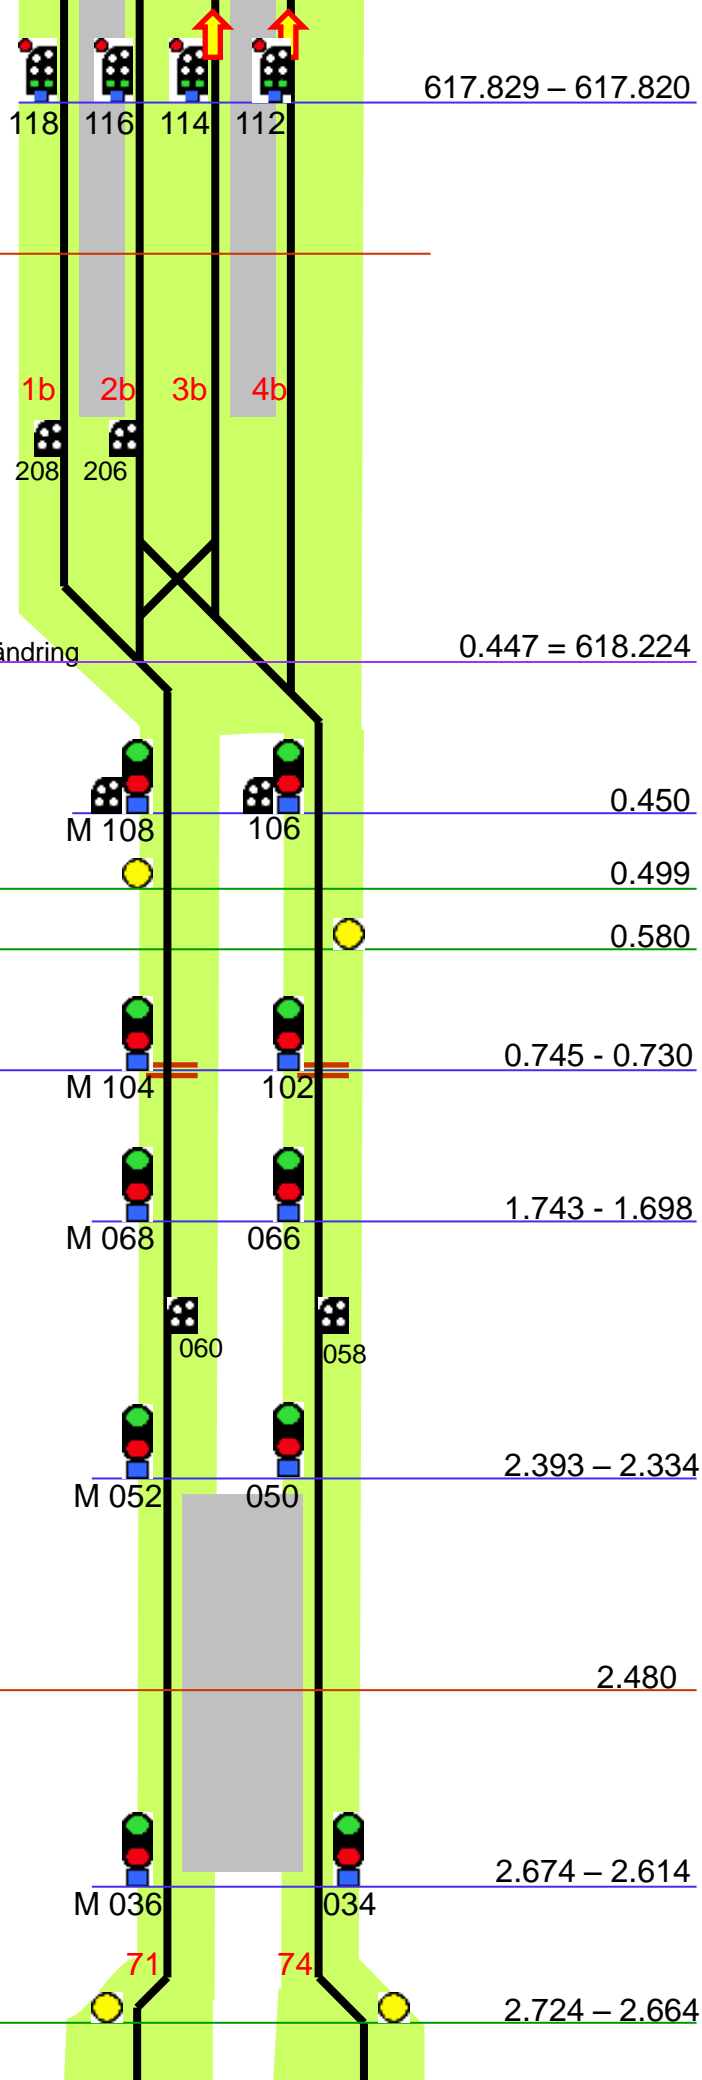 617.829 – 617.820
118 116 114 112
1b 2b 3b 4b
208 206
ändring 0.447 = 618.224
0.450
M 108 106
0.499
0.580
0.745 - 0.730
M 104 102
1.743 - 1.698
M 068 066
060 058
2.393 – 2.334
M 052 050
2.480
2.674 – 2.614
M 036 034
71 74
2.724 – 2.664